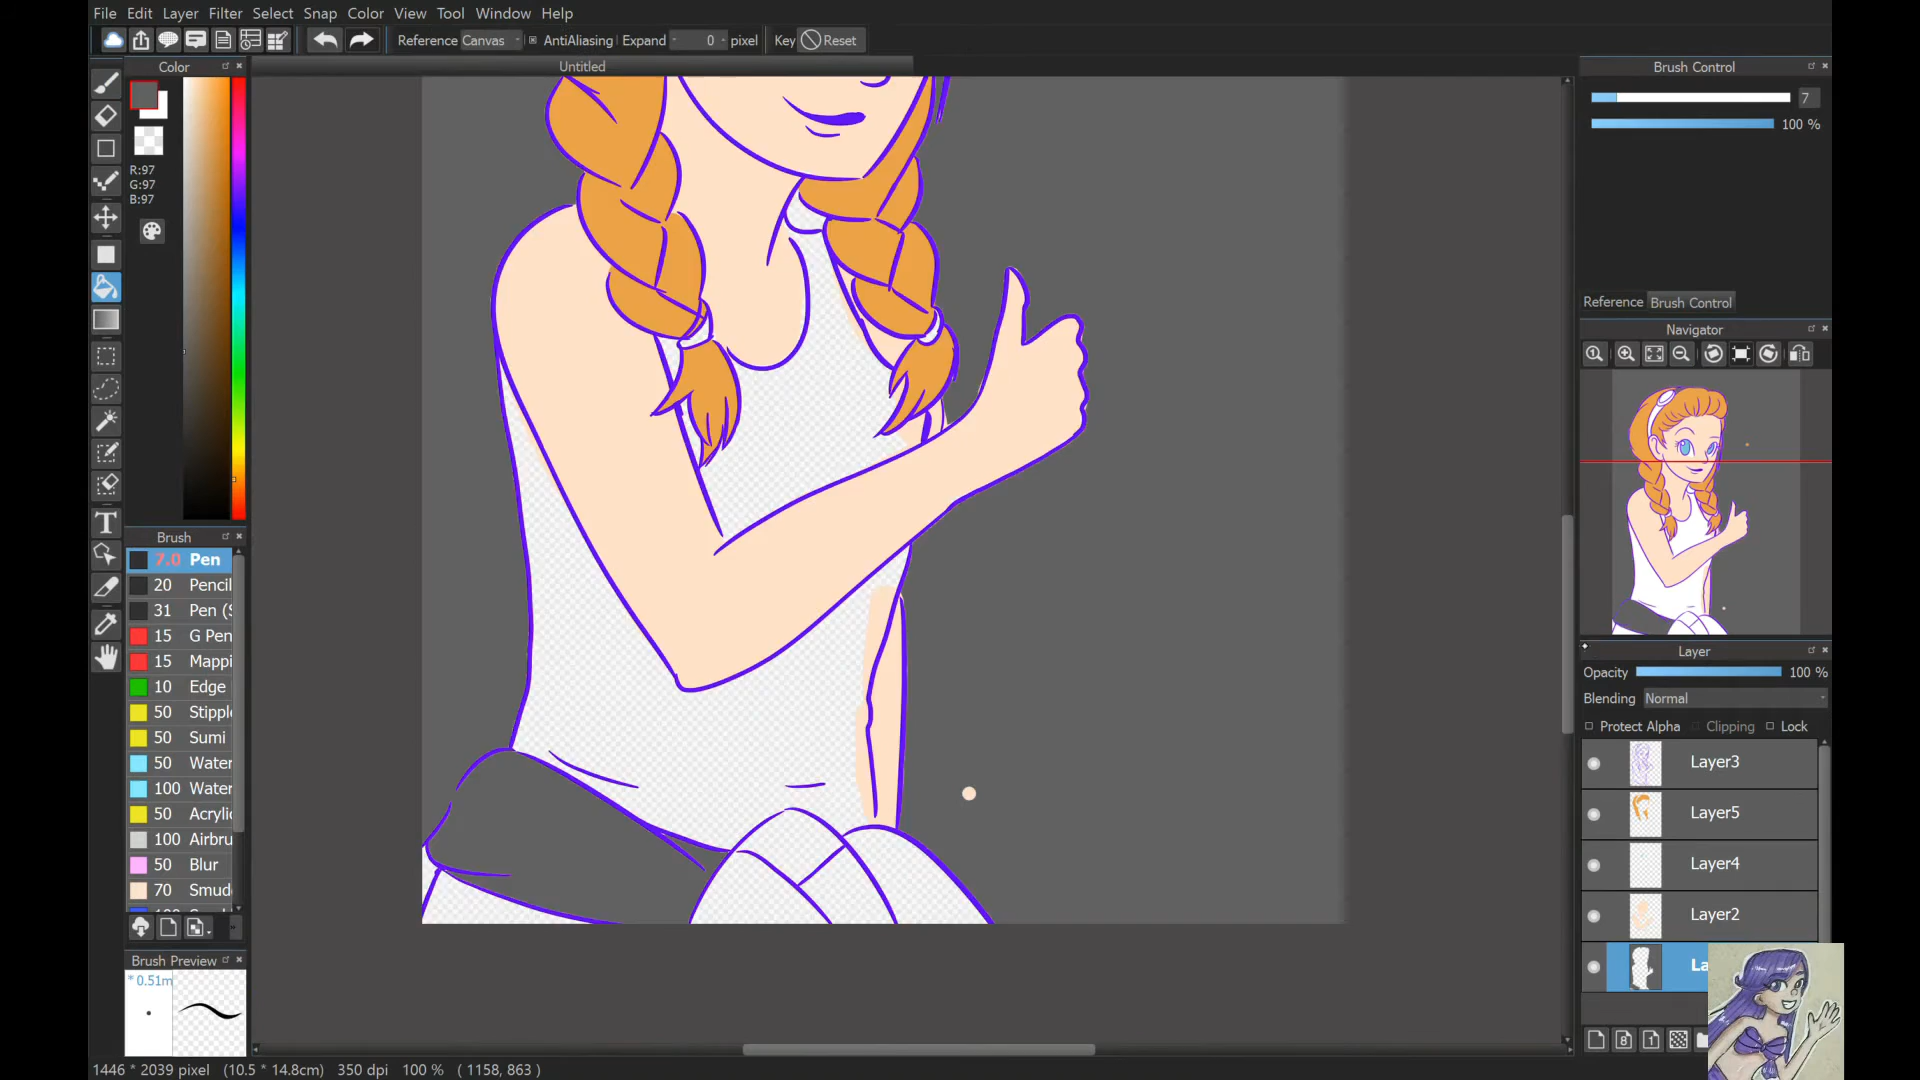 File Edit Layer Filter Select Snap Color View Tool Window Help
Reference Canvas AntiAliasing Expand 0 pixel Key Reset
Color
Untitled
Brush Control
7
100 %
R:97
G:97
B:97
Reference Brush Control
Navigator
Brush
7.0 Pen
20 Pencil
31 Pen (S
15 G Pen
15 Mappi
10 Edge
50 Stipple
50 Sumi
50 Water
100 Water
50 Acrylic
100 Airbru
50 Blur
70 Smud
Layer
Opacity 100 %
Blending Normal
Protect Alpha Clipping Lock
Layer3
Layer5
Layer4
Layer2
La
Brush Preview
* 0.51m
1446 * 2039 pixel (10.5 * 14.8cm) 350 dpi 100 % ( 1158, 863 )